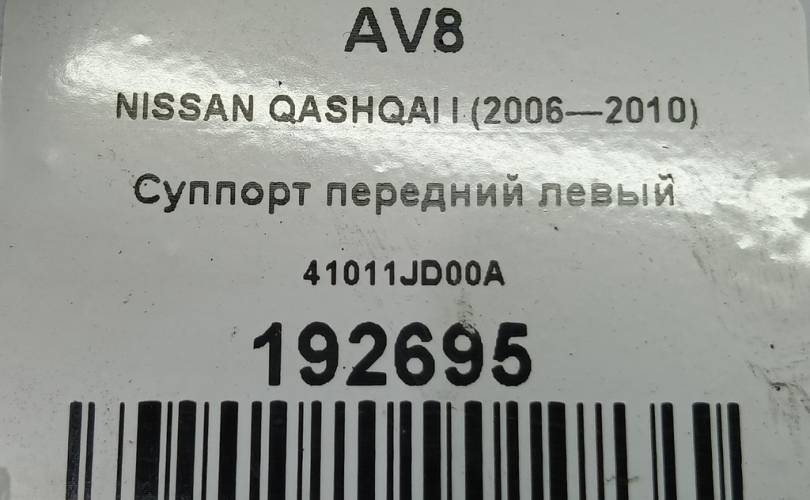 AV8
NISSAN QASHQAI I (2006—2010)
Суппорт передний левый
41011JD00A
192695